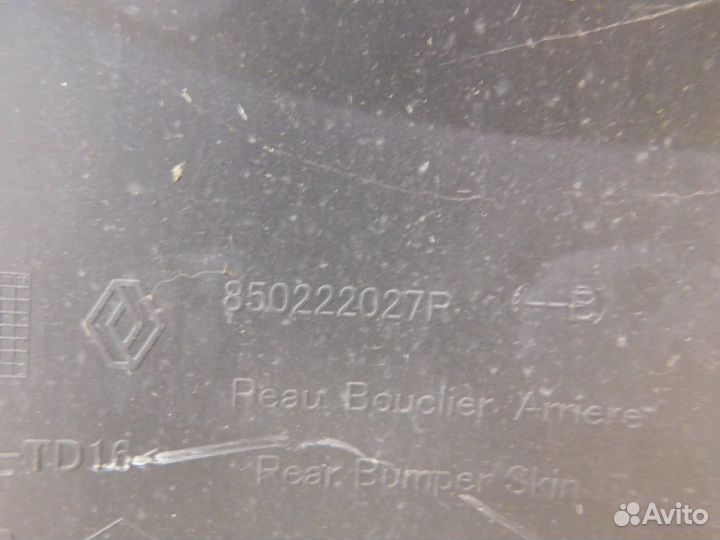 850222027R (--B)
Peau Bouclier Arriere
-TD16
Rear Bumper Skin
Avito